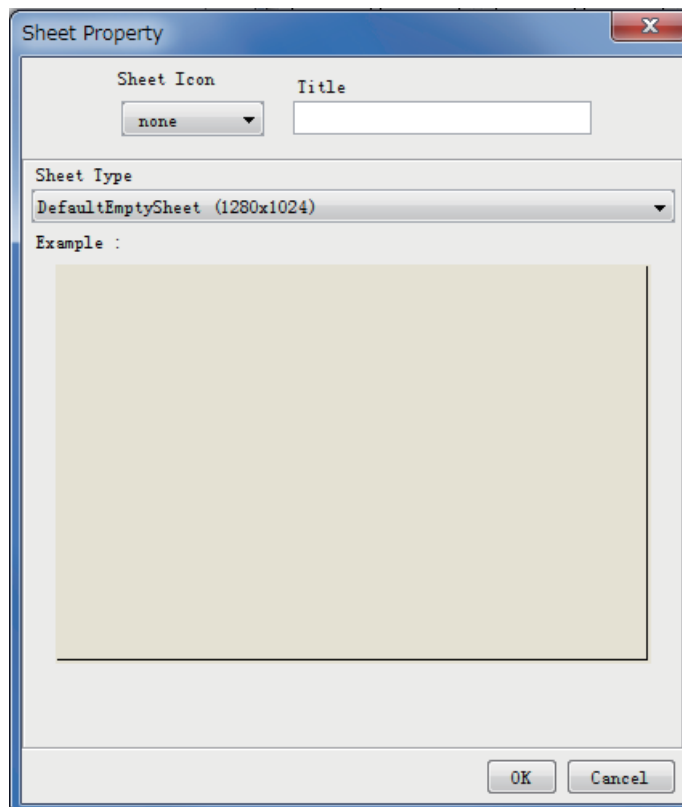 Sheet Property
Sheet Icon
Title
none
Sheet Type
DefaultEmptySheet (1280x1024)
Example :
OK
Cancel